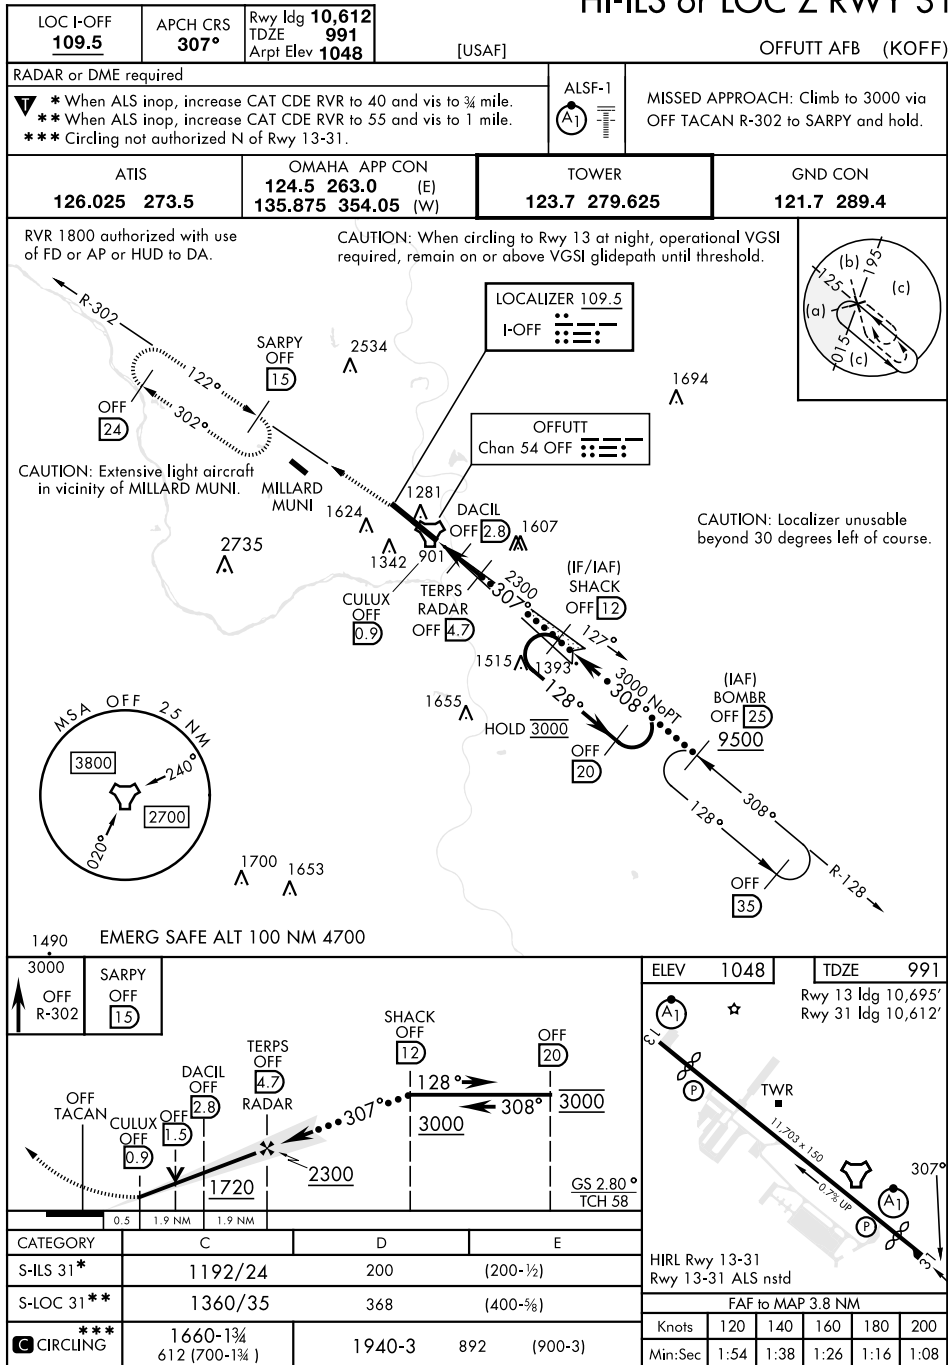 HI-ILS or LOC Z RWY 31
LOC I-OFF
109.5
APCH CRS
307°
Rwy ldg 10,612
TDZE 991
Arpt Elev 1048
[USAF]
OFFUTT AFB (KOFF)
RADAR or DME required
T * When ALS inop, increase CAT CDE RVR to 40 and vis to ¾ mile.
** When ALS inop, increase CAT CDE RVR to 55 and vis to 1 mile.
*** Circling not authorized N of Rwy 13-31.
ALSF-1
A1
MISSED APPROACH: Climb to 3000 via
OFF TACAN R-302 to SARPY and hold.
ATIS
126.025 273.5
OMAHA APP CON
124.5 263.0 (E)
135.875 354.05 (W)
TOWER
123.7 279.625
GND CON
121.7 289.4
RVR 1800 authorized with use
of FD or AP or HUD to DA.
CAUTION: When circling to Rwy 13 at night, operational VGSI
required, remain on or above VGSI glidepath until threshold.
(b)
195
125
(c)
(a)
015
(c)
R-302
LOCALIZER 109.5
I-OFF
SARPY
OFF
15
2534
122°
302°
OFF
24
1694
OFFUTT
Chan 54 OFF
CAUTION: Extensive light aircraft
in vicinity of MILLARD MUNI.
MILLARD
MUNI
1281
1624
DACIL
OFF 2.8
1607
CAUTION: Localizer unusable
beyond 30 degrees left of course.
2735
1342
901
CULUX
OFF
0.9
TERPS
RADAR
OFF 4.7
2300
307°
(IF/IAF)
SHACK
OFF 12
127°
1515
1393
3000 NoPT
308°
128°
1655
HOLD 3000
OFF
20
(IAF)
BOMBR
OFF 25
9500
308°
128°
OFF
35
R-128
MSA OFF 25 NM
3800
240°
2700
020°
1700
1653
1490
EMERG SAFE ALT 100 NM 4700
3000
OFF
R-302
SARPY
OFF
15
OFF
TACAN
CULUX
OFF
0.9
OFF
1.5
DACIL
OFF
2.8
TERPS
OFF
4.7
RADAR
SHACK
OFF
12
OFF
20
128°
308°
307°
3000
3000
2300
1720
GS 2.80°
TCH 58
0.5
1.9 NM
1.9 NM
ELEV 1048
TDZE 991
Rwy 13 ldg 10,695'
Rwy 31 ldg 10,612'
A1
13
P
TWR
11,703 x 150
0.7% UP
307°
A1
P
31
HIRL Rwy 13-31
Rwy 13-31 ALS nstd
CATEGORY C D E
S-ILS 31* 1192/24 200 (200-½)
S-LOC 31** 1360/35 368 (400-⅝)
C CIRCLING *** 1660-1¾
612 (700-1¾ )
1940-3 892 (900-3)
FAF to MAP 3.8 NM
Knots 120 140 160 180 200
Min:Sec 1:54 1:38 1:26 1:16 1:08